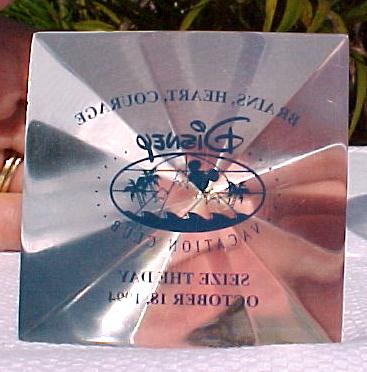 BRAINS, HEART, COURAGE
Disney
VACATION CLUB
SEIZE THE DAY
OCTOBER 18, 1994